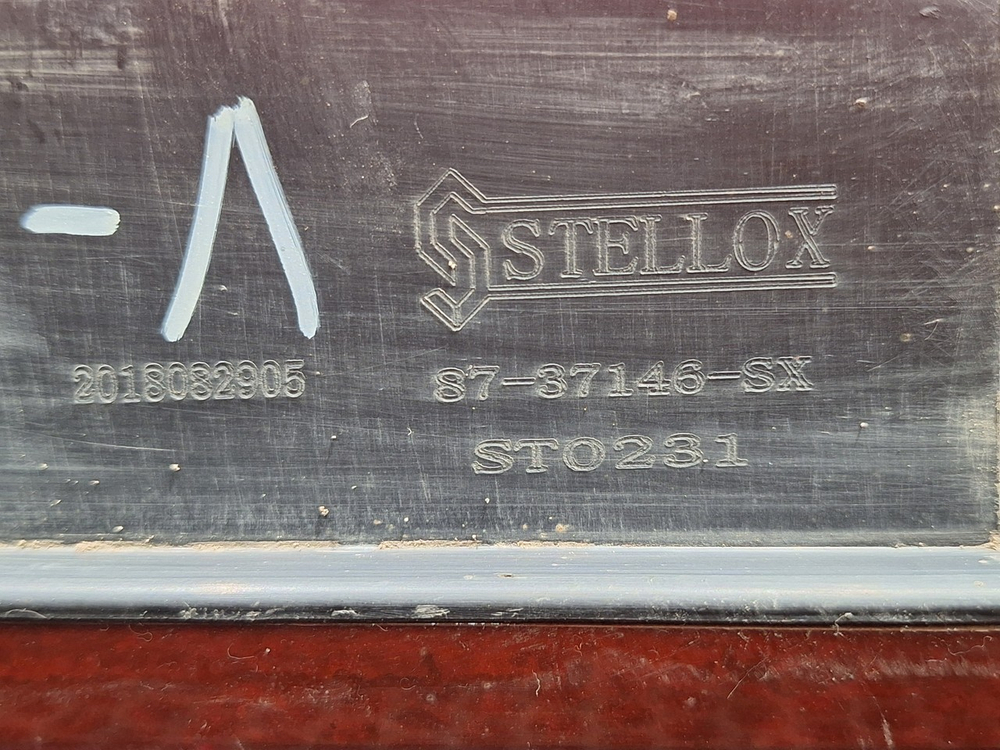 -Л
STELLOX
2018082905
87-37146-SX
STO231